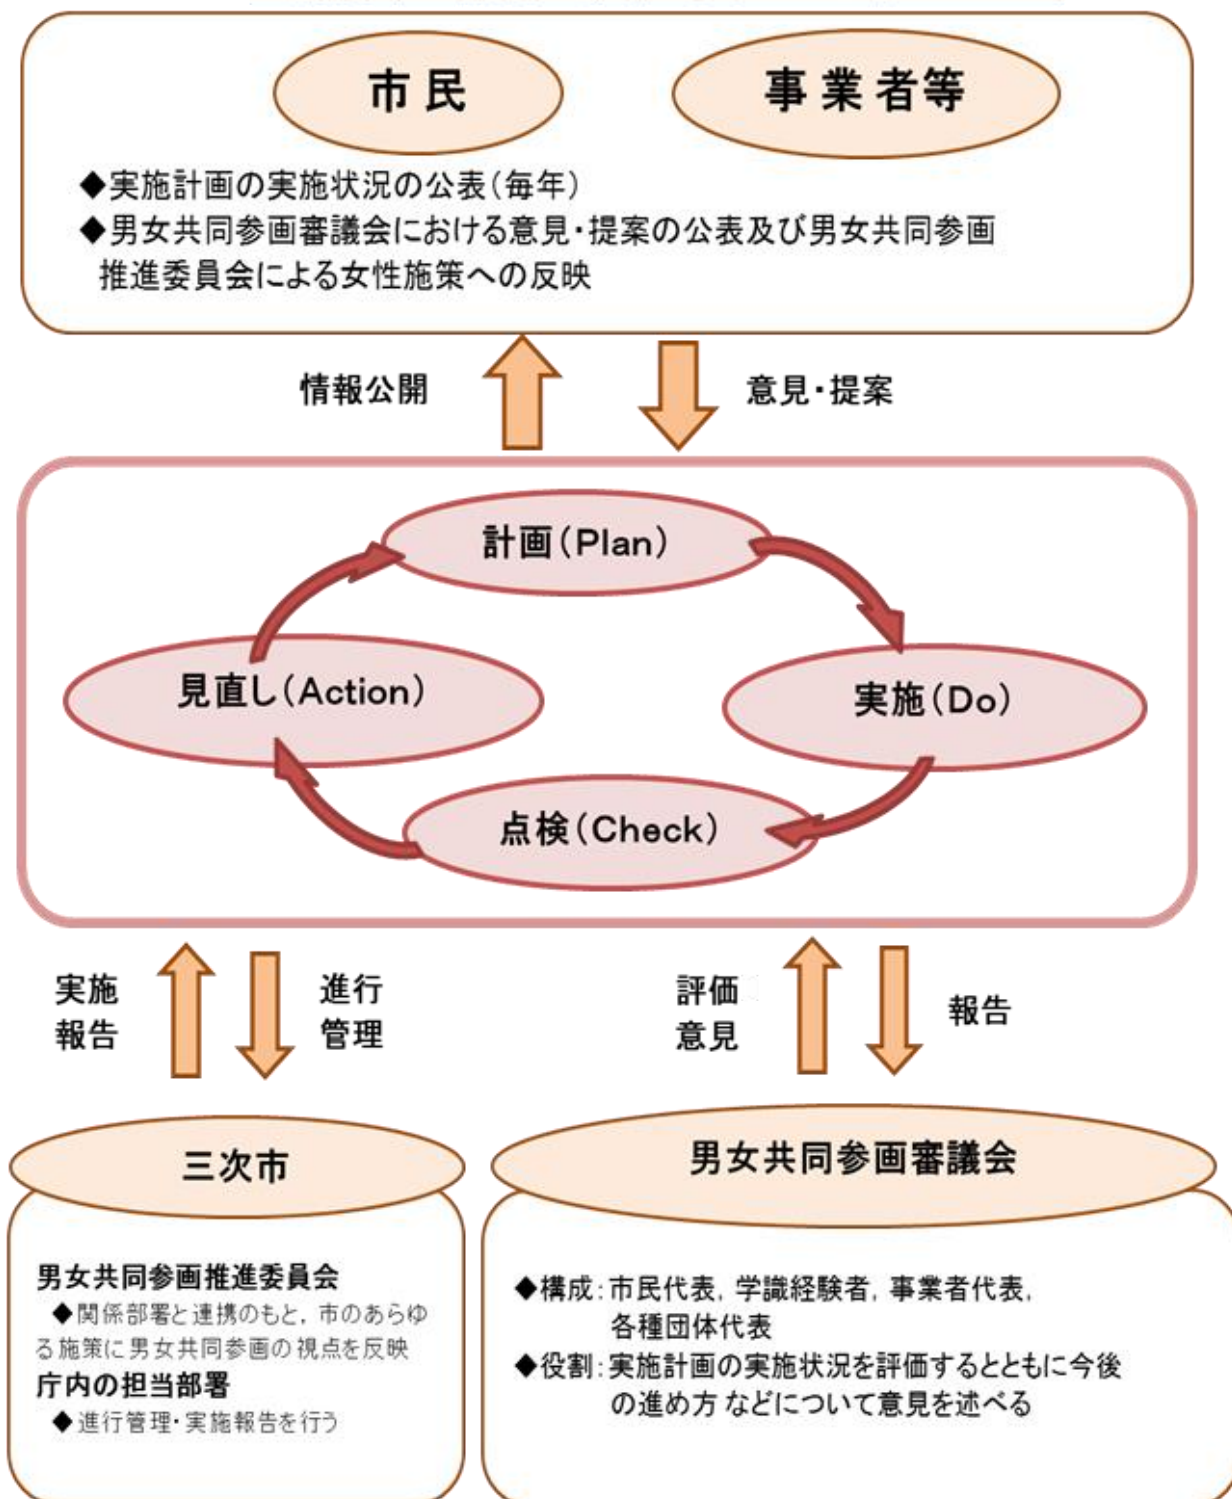 市民
事業者等
◆実施計画の実施状況の公表(毎年)
◆男女共同参画審議会における意見・提案の公表及び男女共同参画
推進委員会による女性施策への反映
情報公開
意見・提案
計画(Plan)
見直し(Action)
実施(Do)
点検(Check)
実施
報告
進行
管理
評価
意見
報告
三次市
男女共同参画推進委員会
◆関係部署と連携のもと，市のあらゆ
る施策に男女共同参画の視点を反映
庁内の担当部署
◆進行管理・実施報告を行う
男女共同参画審議会
◆構成：市民代表，学識経験者，事業者代表，
各種団体代表
◆役割：実施計画の実施状況を評価するとともに今後
の進め方などについて意見を述べる